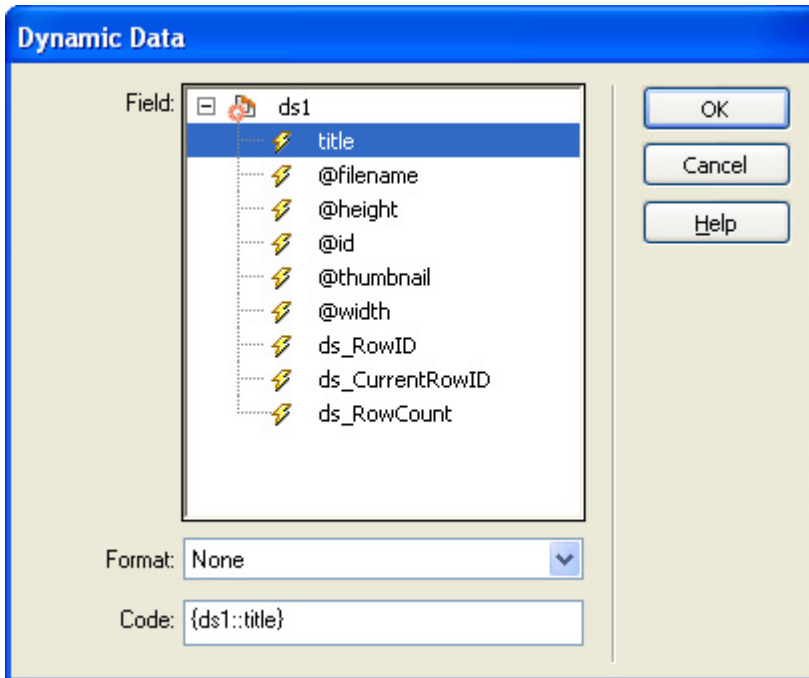 Dynamic Data
Field:
ds1
title
@filename
@height
@id
@thumbnail
@width
ds_RowID
ds_CurrentRowID
ds_RowCount
OK
Cancel
Help
Format: None
Code: {ds1::title}